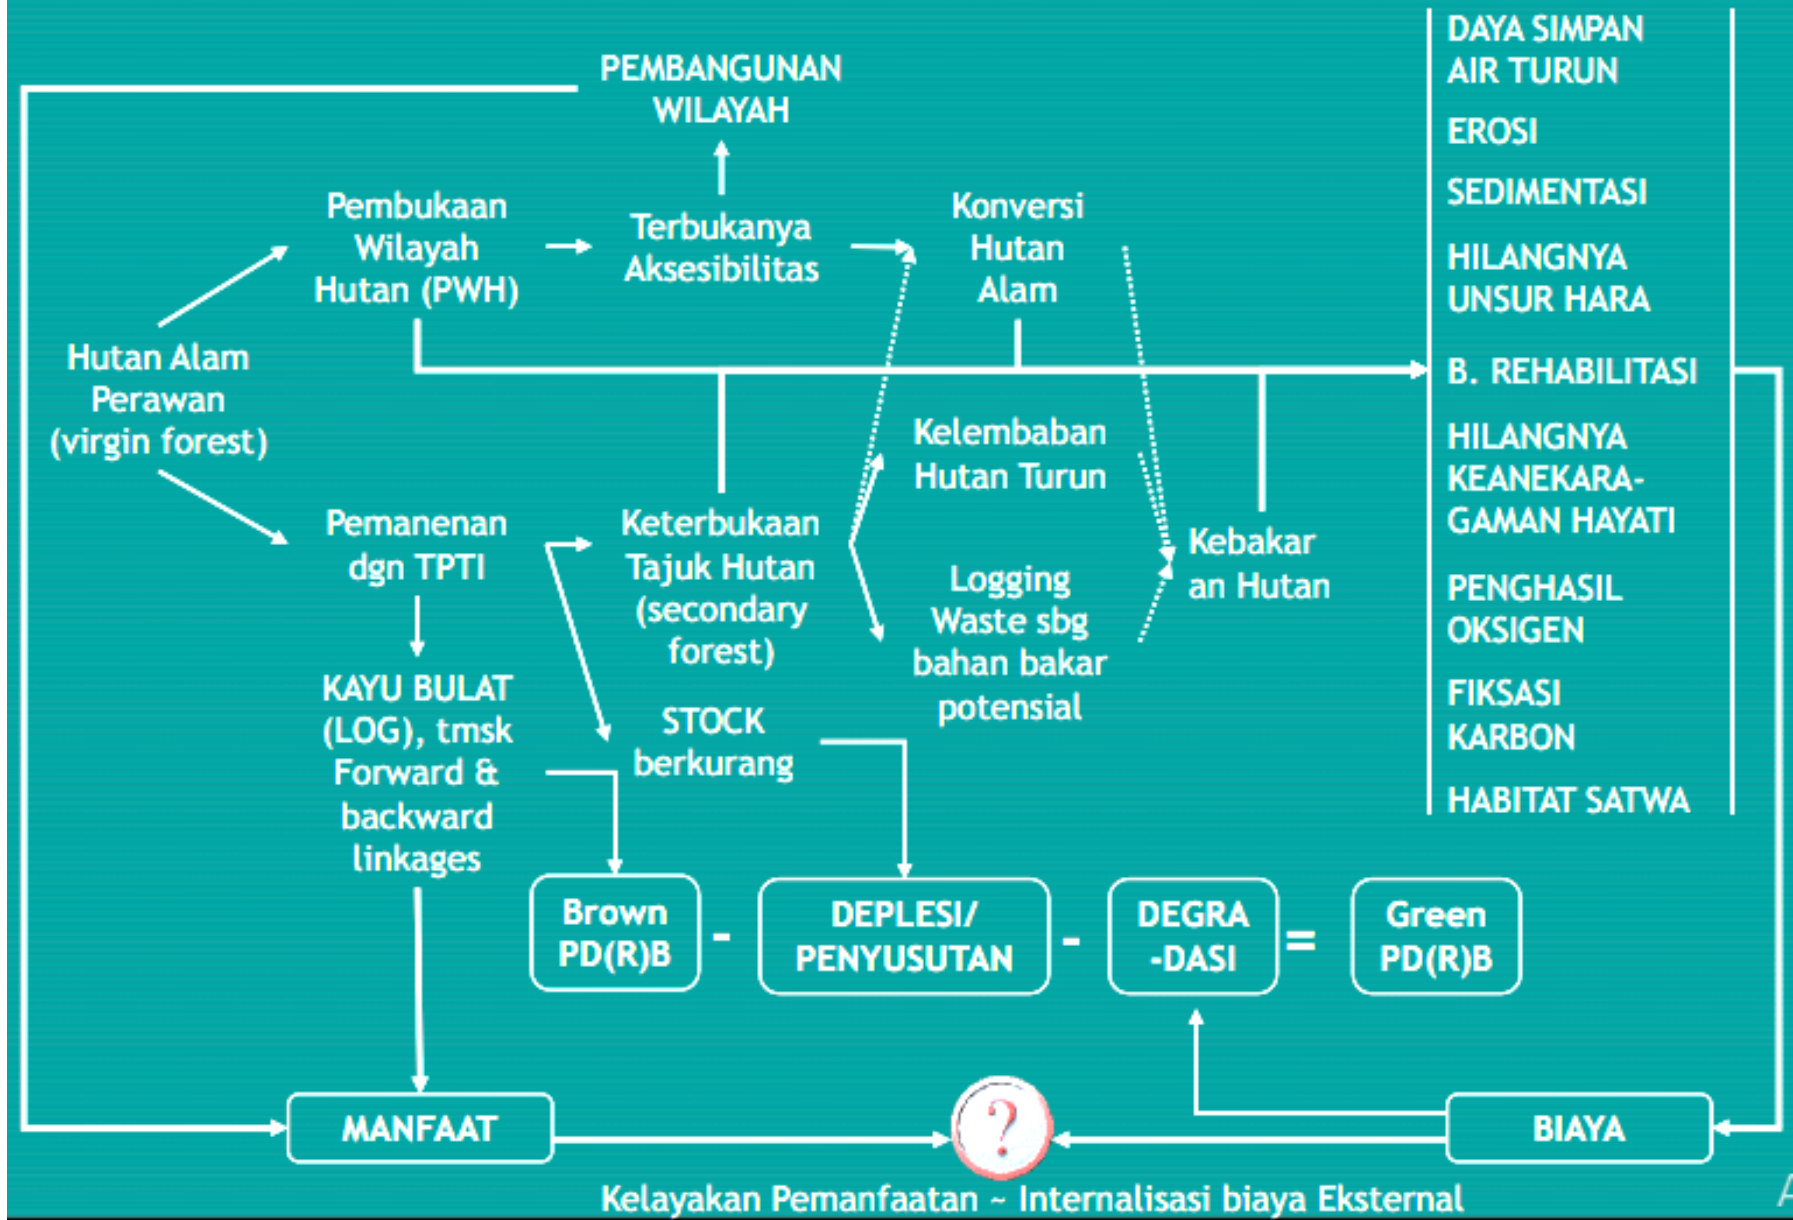 PEMBANGUNAN
WILAYAH
Pembukaan
Wilayah
Hutan (PWH)
Terbukanya
Aksesibilitas
Konversi
Hutan
Alam
Hutan Alam
Perawan
(virgin forest)
Kelembaban
Hutan Turun
Pemanenan
dgn TPTI
Keterbukaan
Tajuk Hutan
(secondary
forest)
Logging
Waste sbg
bahan bakar
potensial
Kebakar
an Hutan
KAYU BULAT
(LOG), tmsk
Forward &
backward
linkages
STOCK
berkurang
DAYA SIMPAN
AIR TURUN
EROSI
SEDIMENTASI
HILANGNYA
UNSUR HARA
B. REHABILITASI
HILANGNYA
KEANEKARA-
GAMAN HAYATI
PENGHASIL
OKSIGEN
FIKSASI
KARBON
HABITAT SATWA
Brown
PD(R)B
-
DEPLESI/
PENYUSUTAN
-
DEGRA
-DASI
=
Green
PD(R)B
MANFAAT
?
BIAYA
Kelayakan Pemanfaatan ~ Internalisasi biaya Eksternal